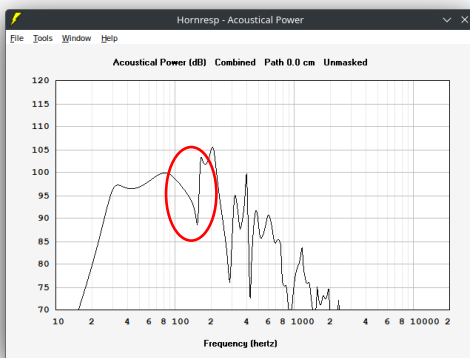 Hornresp - Acoustical Power
File Tools Window Help
Acoustical Power (dB) Combined Path 0.0 cm Unmasked
120
115
110
105
100
95
90
85
80
75
70
10 2 4 6 8 100 2 4 6 8 1000 2 4 6 8 10000 2
Frequency (hertz)